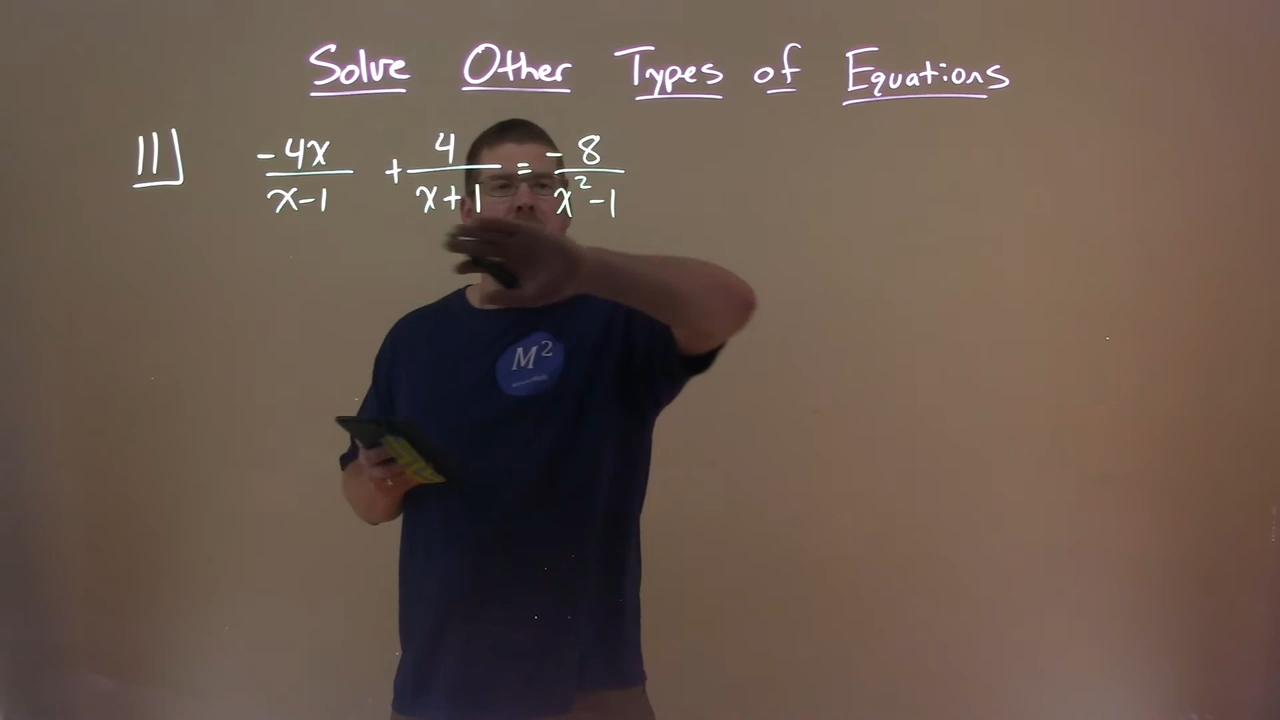 Solve Other Types of Equations
11] -4x/(x-1) + 4/(x+1) = -8/(x²-1)
M²